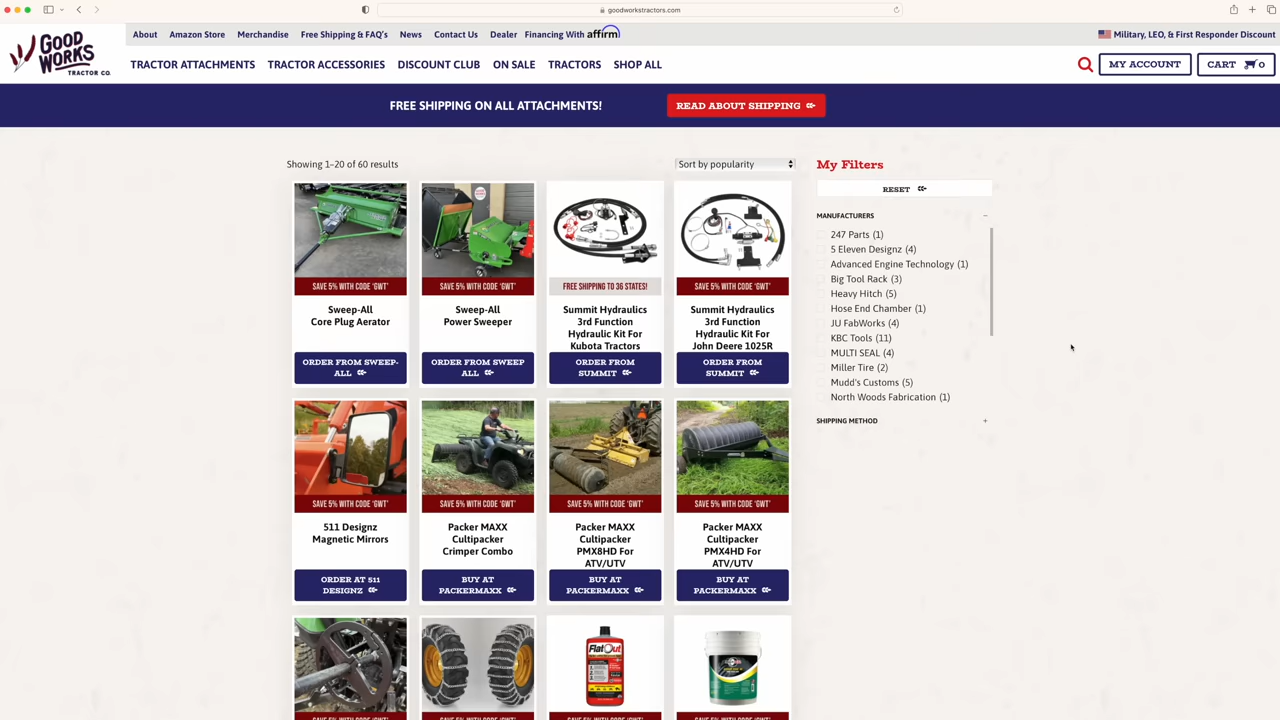 goodworkstractors.com
GOOD
WORKS
TRACTOR CO.
About Amazon Store Merchandise Free Shipping & FAQ's News Contact Us Dealer Financing With affirm Military, LEO, & First Responder Discount
TRACTOR ATTACHMENTS TRACTOR ACCESSORIES DISCOUNT CLUB ON SALE TRACTORS SHOP ALL MY ACCOUNT CART 0
FREE SHIPPING ON ALL ATTACHMENTS! READ ABOUT SHIPPING
Showing 1–20 of 60 results Sort by popularity
SAVE 5% WITH CODE 'GWT'
Sweep-All
Core Plug Aerator
ORDER FROM SWEEP-
ALL
SAVE 5% WITH CODE 'GWT'
Sweep-All
Power Sweeper
ORDER FROM SWEEP
ALL
FREE SHIPPING TO 36 STATES!
Summit Hydraulics
3rd Function
Hydraulic Kit For
Kubota Tractors
ORDER FROM
SUMMIT
SAVE 5% WITH CODE 'GWT'
Summit Hydraulics
3rd Function
Hydraulic Kit For
John Deere 1025R
ORDER FROM
SUMMIT
SAVE 5% WITH CODE 'GWT'
511 Designz
Magnetic Mirrors
ORDER AT 511
DESIGNZ
SAVE 5% WITH CODE 'GWT'
Packer MAXX
Cultipacker
Crimper Combo
BUY AT
PACKERMAXX
SAVE 5% WITH CODE 'GWT'
Packer MAXX
Cultipacker
PMX8HD For
ATV/UTV
BUY AT
PACKERMAXX
SAVE 5% WITH CODE 'GWT'
Packer MAXX
Cultipacker
PMX4HD For
ATV/UTV
BUY AT
PACKERMAXX
FlatOut
My Filters
RESET
MANUFACTURERS
247 Parts (1)
5 Eleven Designz (4)
Advanced Engine Technology (1)
Big Tool Rack (3)
Heavy Hitch (5)
Hose End Chamber (1)
JU FabWorks (4)
KBC Tools (11)
MULTI SEAL (4)
Miller Tire (2)
Mudd's Customs (5)
North Woods Fabrication (1)
SHIPPING METHOD